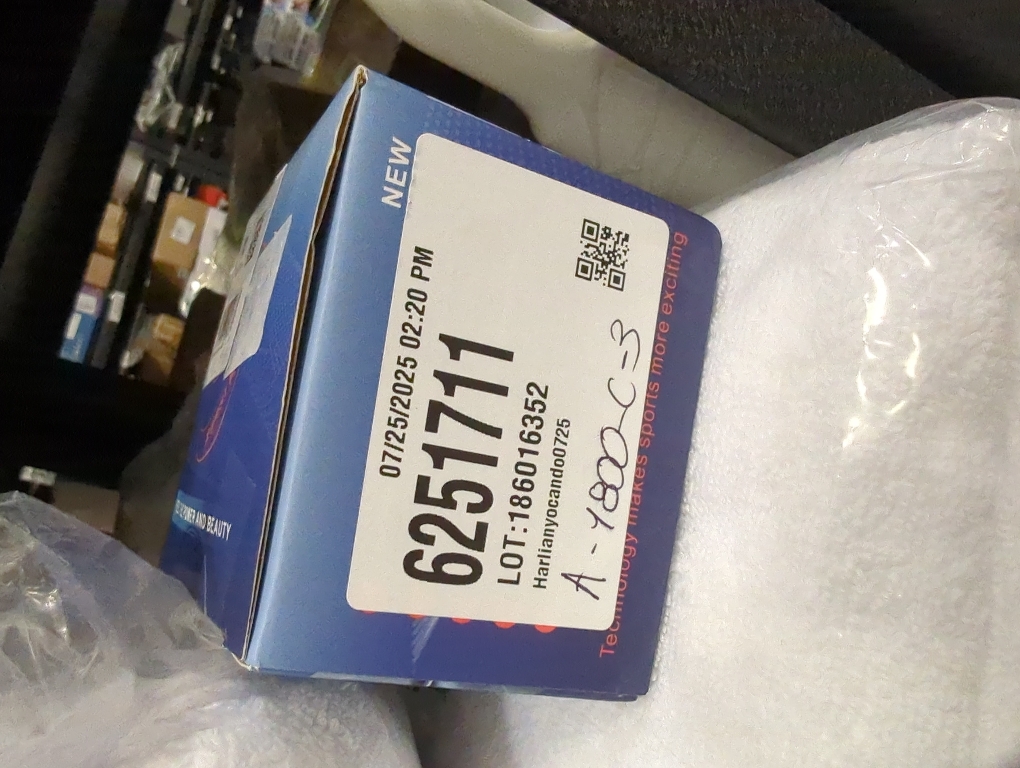 NEW
07/25/2025 02:20 PM
6251711
LOT:186016352
Harlianyocando0725
A - 1800-C-3
Technology makes sports more exciting
POWER AND BEAUTY